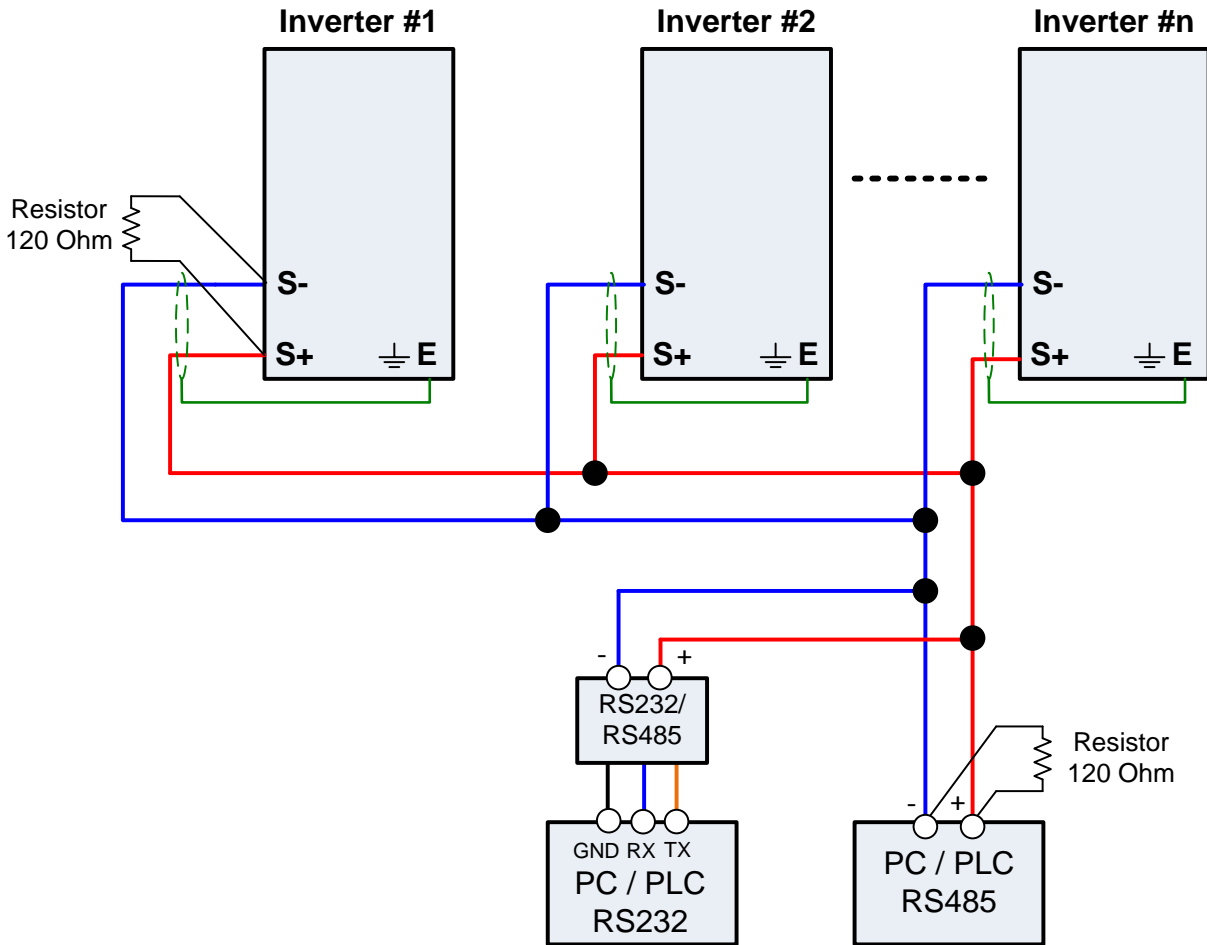 Inverter #1
Inverter #2
Inverter #n
Resistor
120 Ohm
S-
S+
E
S-
S+
E
S-
S+
E
- +
RS232/
RS485
GND RX TX
PC / PLC
RS232
- +
PC / PLC
RS485
Resistor
120 Ohm